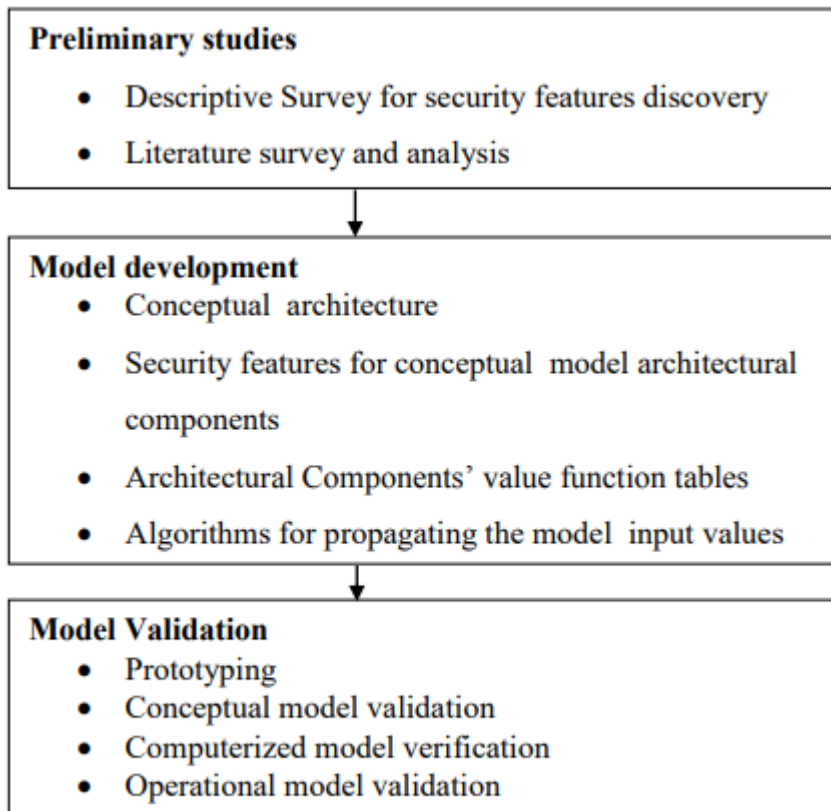 Preliminary studies
• Descriptive Survey for security features discovery
• Literature survey and analysis
Model development
• Conceptual architecture
• Security features for conceptual model architectural
components
• Architectural Components’ value function tables
• Algorithms for propagating the model input values
Model Validation
• Prototyping
• Conceptual model validation
• Computerized model verification
• Operational model validation